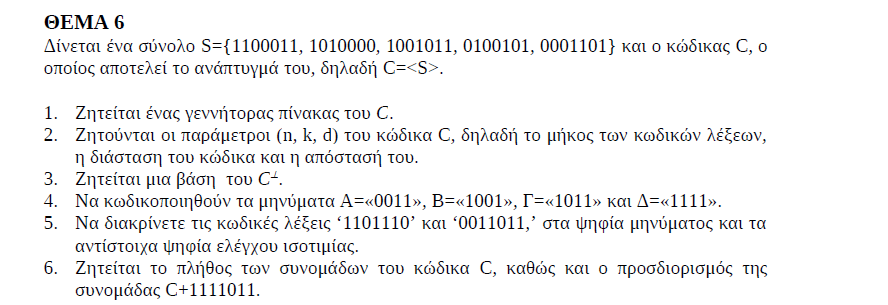 ΘΕΜΑ 6
Δίνεται ένα σύνολο S={1100011, 1010000, 1001011, 0100101, 0001101} και ο κώδικας C, ο
οποίος αποτελεί το ανάπτυγμά του, δηλαδή C=<S>.
1. Ζητείται ένας γεννήτορας πίνακας του C.
2. Ζητούνται οι παράμετροι (n, k, d) του κώδικα C, δηλαδή το μήκος των κωδικών λέξεων,
η διάσταση του κώδικα και η απόστασή του.
3. Ζητείται μια βάση του C⊥.
4. Να κωδικοποιηθούν τα μηνύματα Α=«0011», Β=«1001», Γ=«1011» και Δ=«1111».
5. Να διακρίνετε τις κωδικές λέξεις ‘1101110’ και ‘0011011,’ στα ψηφία μηνύματος και τα
αντίστοιχα ψηφία ελέγχου ισοτιμίας.
6. Ζητείται το πλήθος των συνομάδων του κώδικα C, καθώς και ο προσδιορισμός της
συνομάδας C+1111011.